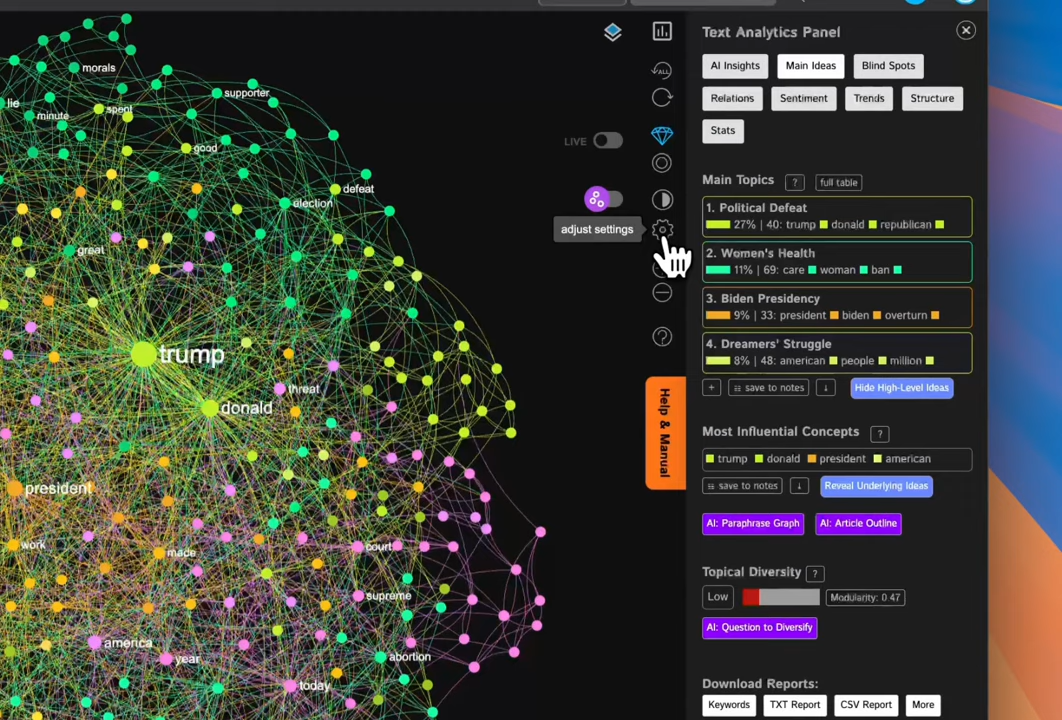 morals
lie
minute
spent
supporter
good
defeat
election
great
trump
threat
donald
president
work
made
court
supreme
america
year
abortion
today
LIVE
adjust settings
ALL
Help & Manual
Text Analytics Panel
AI Insights
Main Ideas
Blind Spots
Relations
Sentiment
Trends
Structure
Stats
Main Topics ? full table
1. Political Defeat
27% | 40: trump donald republican
2. Women's Health
11% | 69: care woman ban
3. Biden Presidency
9% | 33: president biden overturn
4. Dreamers' Struggle
8% | 48: american people million
+ save to notes ↓ Hide High-Level Ideas
Most Influential Concepts ?
trump donald president american
save to notes ↓ Reveal Underlying Ideas
AI: Paraphrase Graph AI: Article Outline
Topical Diversity ?
Low Modularity: 0.47
AI: Question to Diversify
Download Reports:
Keywords TXT Report CSV Report More